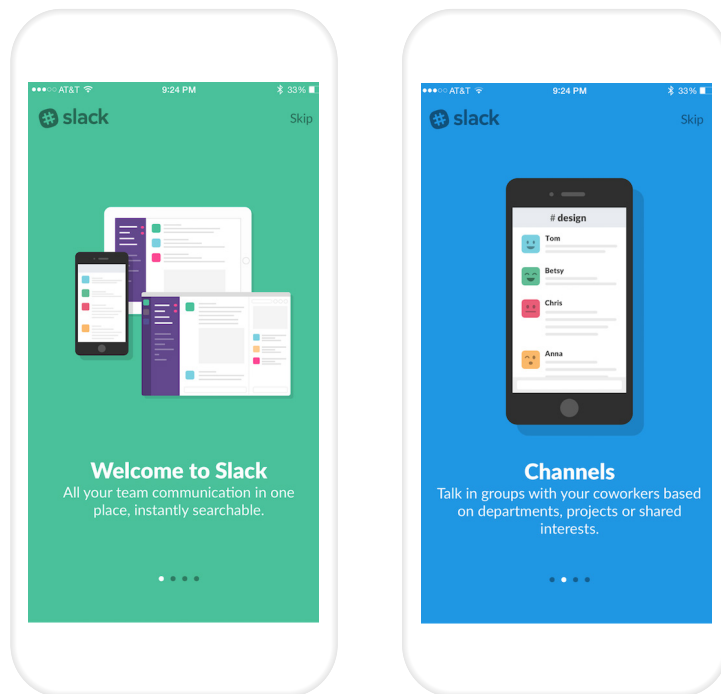 AT&T 9:24 PM 33%
slack Skip
Welcome to Slack
All your team communication in one
place, instantly searchable.
AT&T 9:24 PM 33%
slack Skip
# design
Tom
Betsy
Chris
Anna
Channels
Talk in groups with your coworkers based
on departments, projects or shared
interests.